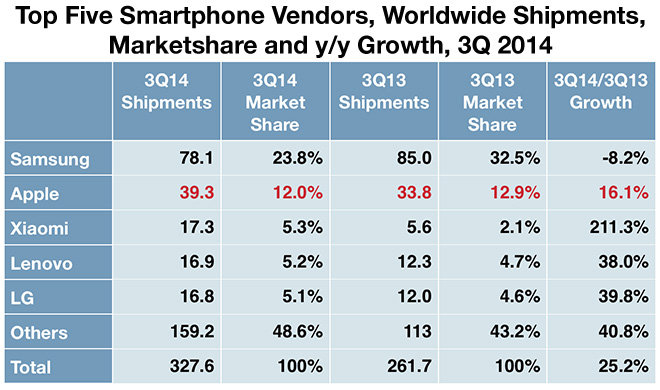 Top Five Smartphone Vendors, Worldwide Shipments,
Marketshare and y/y Growth, 3Q 2014
3Q14 Shipments 3Q14 Market Share 3Q13 Shipments 3Q13 Market Share 3Q14/3Q13 Growth
Samsung 78.1 23.8% 85.0 32.5% -8.2%
Apple 39.3 12.0% 33.8 12.9% 16.1%
Xiaomi 17.3 5.3% 5.6 2.1% 211.3%
Lenovo 16.9 5.2% 12.3 4.7% 38.0%
LG 16.8 5.1% 12.0 4.6% 39.8%
Others 159.2 48.6% 113 43.2% 40.8%
Total 327.6 100% 261.7 100% 25.2%